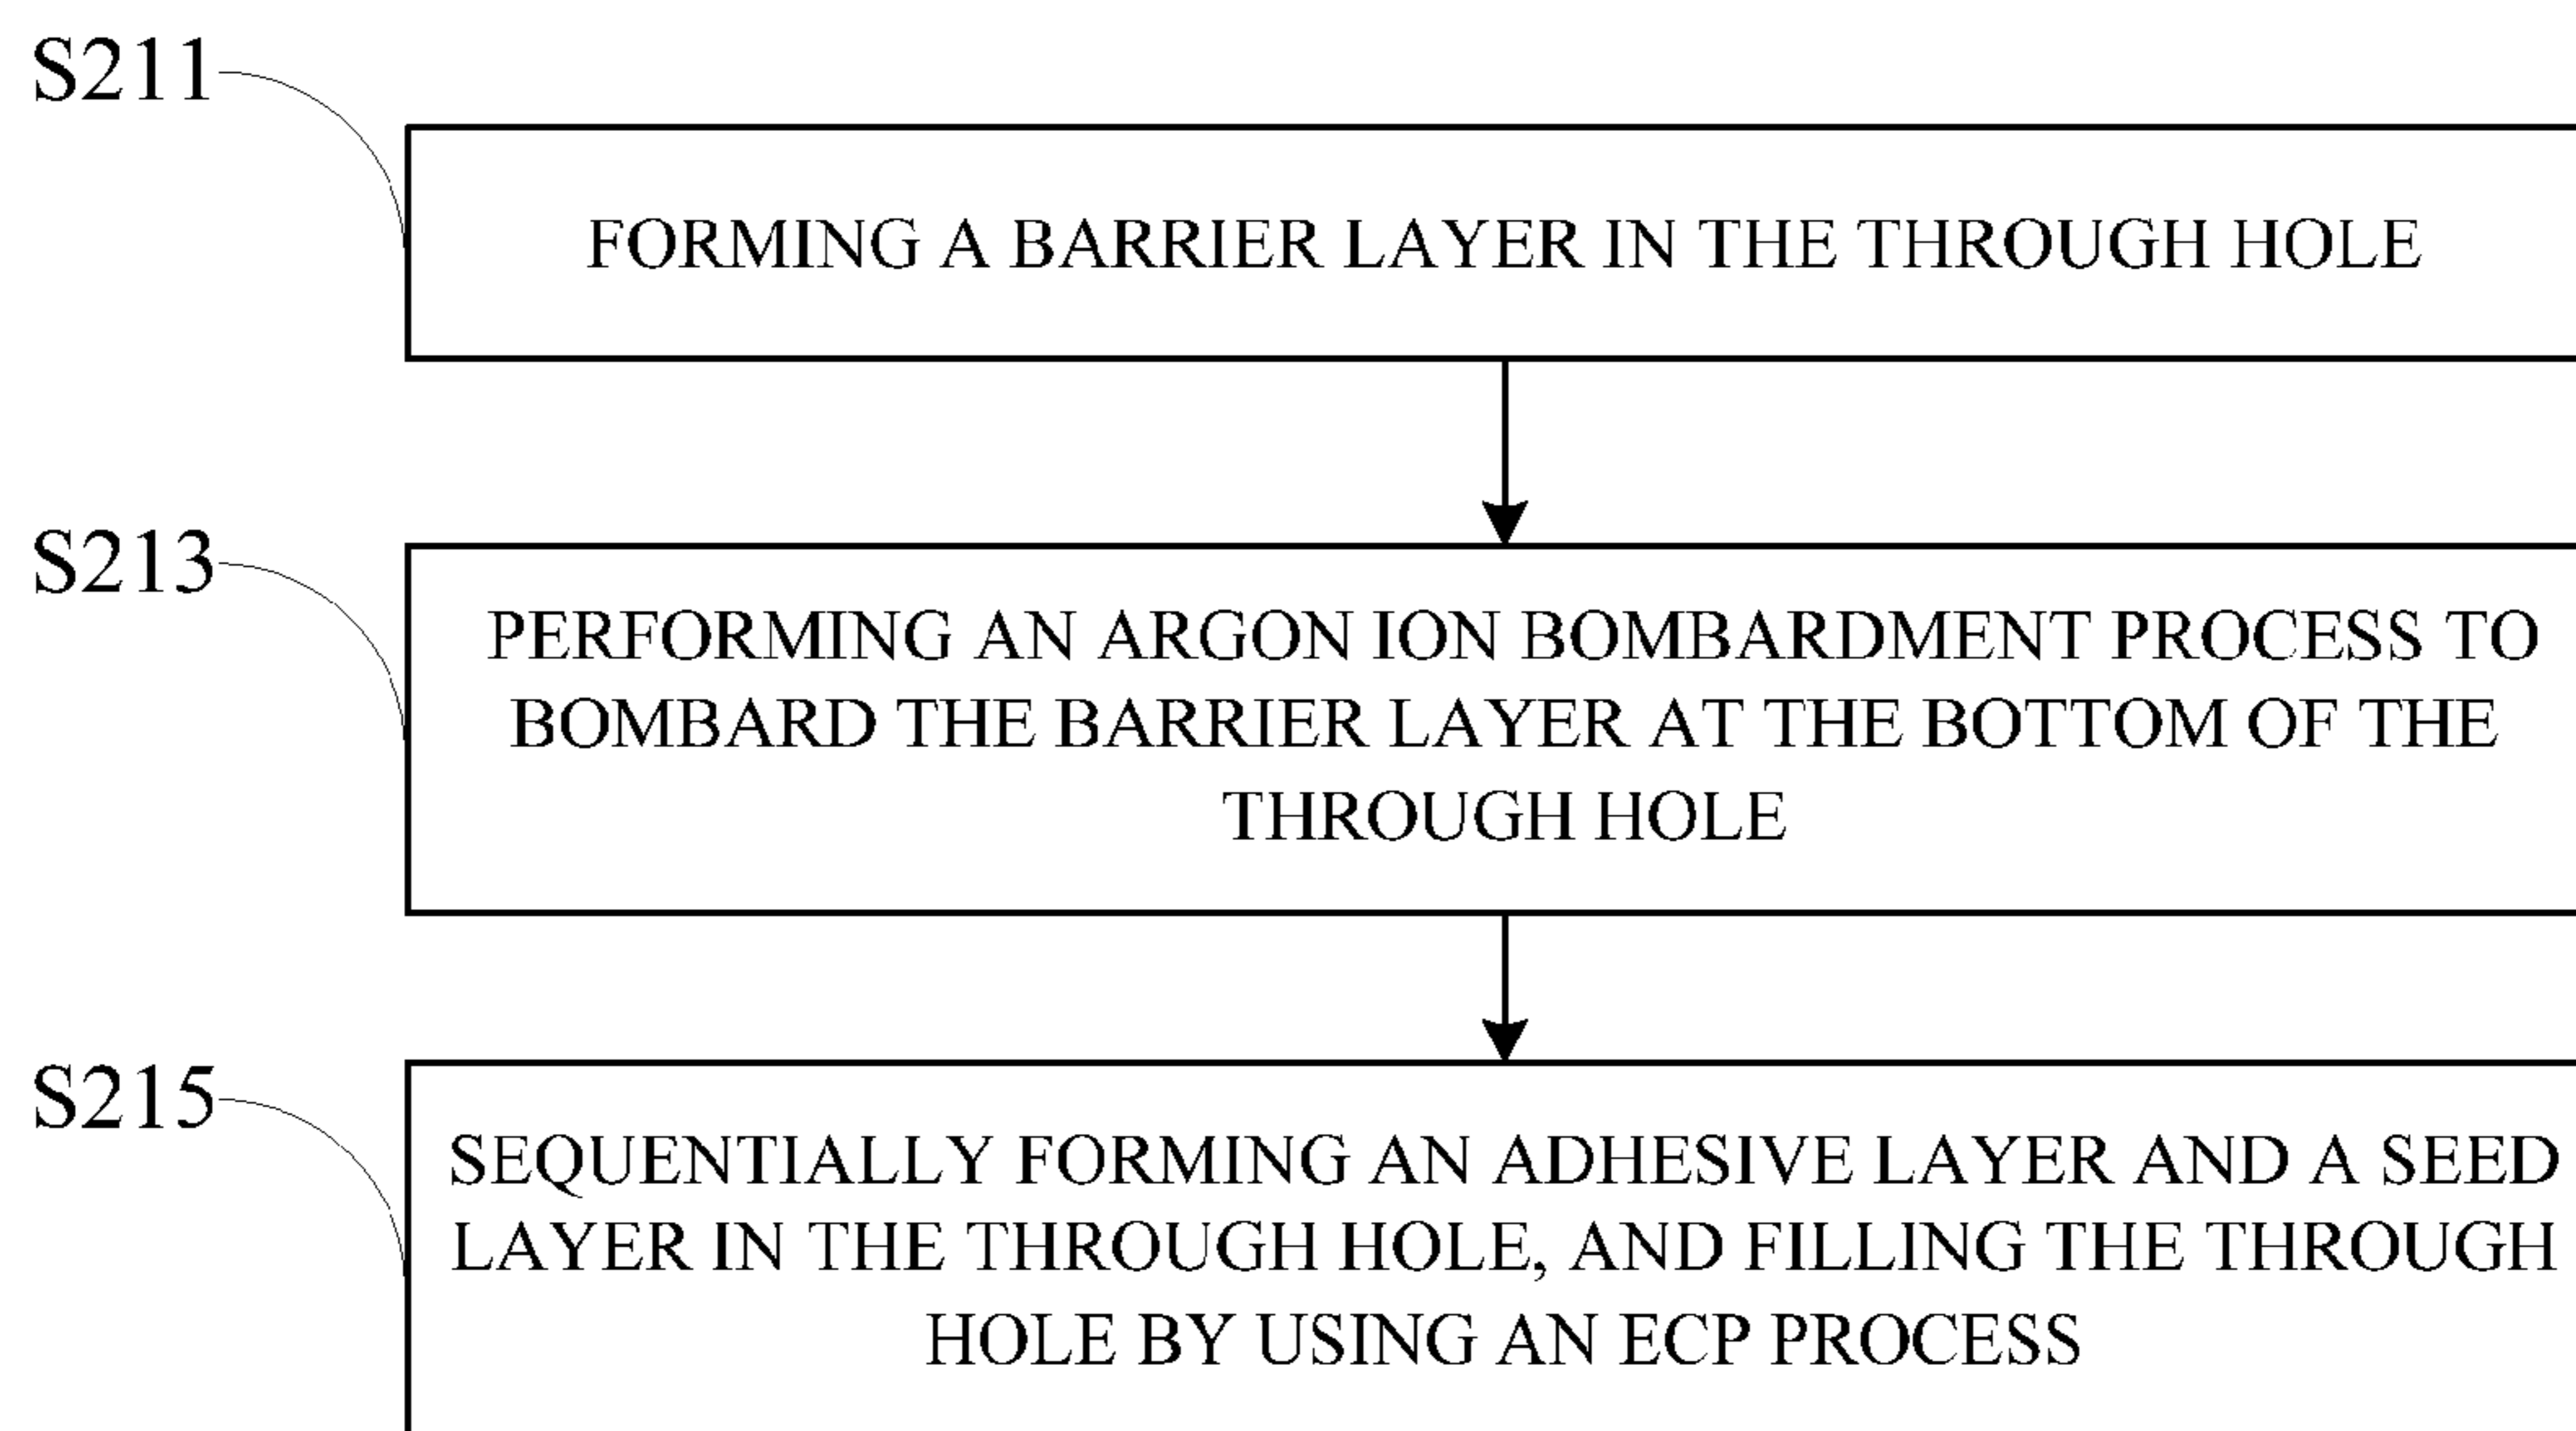 S211
FORMING A BARRIER LAYER IN THE THROUGH HOLE
S213
PERFORMING AN ARGON ION BOMBARDMENT PROCESS TO
BOMBARD THE BARRIER LAYER AT THE BOTTOM OF THE
THROUGH HOLE
S215
SEQUENTIALLY FORMING AN ADHESIVE LAYER AND A SEED
LAYER IN THE THROUGH HOLE, AND FILLING THE THROUGH
HOLE BY USING AN ECP PROCESS